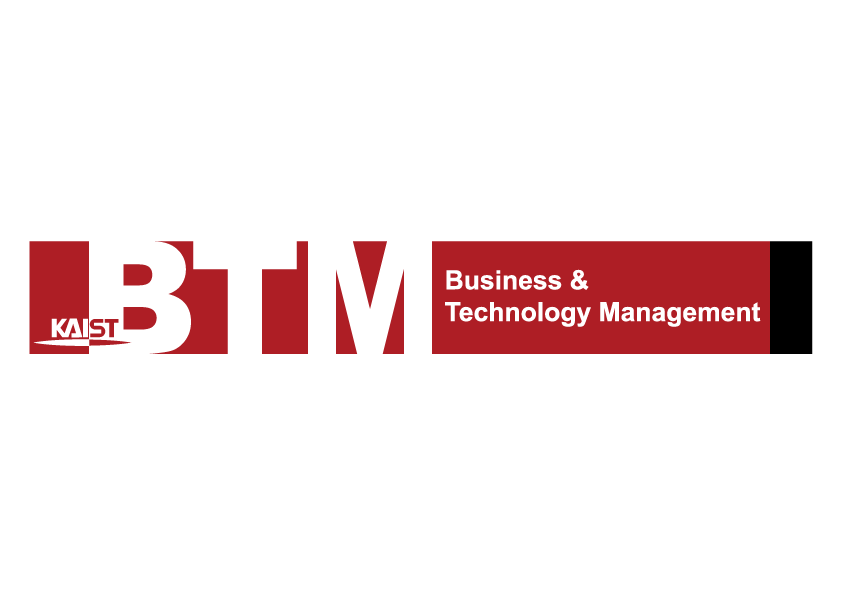 KAIST
BTM
Business &
Technology Management